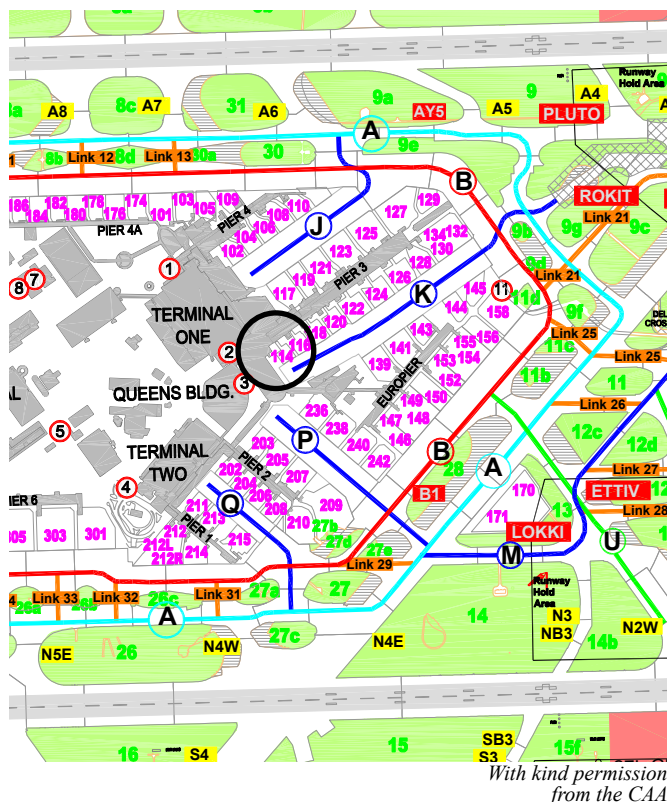 3a
9
Runway
Hold Area
A8
8c
A7
31
A6
9a
AY5
A5
A4
PLUTO
A
9e
8b
Link 12
8d
Link 13
30a
30
B
ROKIT
Link 21
186
184
182
180
178
176
174
101
103
105
109
PIER 4A
PIER 4
104
106
108
110
102
J
127
129
125
134
132
130
123
121
119
117
PIER 3
128
126
124
122
120
118
116
114
K
9b
9g
9c
9d
Link 21
11
11d
9f
145
144
158
1
8
7
TERMINAL
ONE
2
3
QUEENS BLDG.
143
141
139
156
155
154
153
152
150
149
148
147
146
EUROPIER
11c
Link 25
Link 25
11b
11
Link 26
5
TERMINAL
TWO
4
P
236
238
240
242
203
205
207
PIER 2
202
204
206
208
210
209
Q
B
A
28
B1
12c
12d
Link 27
170
171
13
ETTIV
12
Link 28
LOKKI
M
U
305
303
301
211
213
212
212L
212R
214
215
PIER 1
27b
27d
27e
Link 29
Link 33
26a
26b
Link 32
26c
Link 31
27a
27
A
27c
N5E
26
N4W
N4E
14
Runway
Hold
Area
N3
NB3
N2W
14b
16
S4
15
SB3
S3
15f
With kind permission
from the CAA